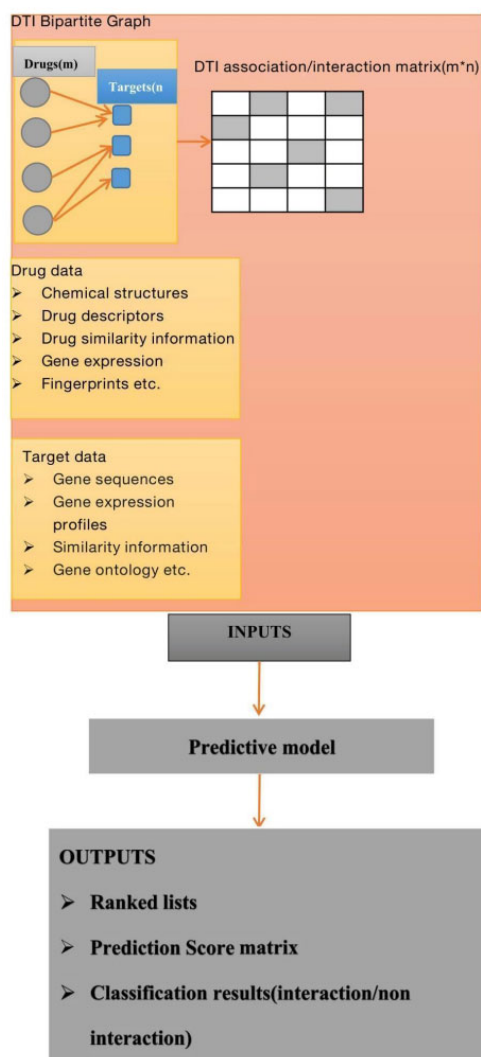 DTI Bipartite Graph
Drugs(m)
Targets(n
DTI association/interaction matrix(m*n)
Drug data
➢ Chemical structures
➢ Drug descriptors
➢ Drug similarity information
➢ Gene expression
➢ Fingerprints etc.
Target data
➢ Gene sequences
➢ Gene expression
profiles
➢ Similarity information
➢ Gene ontology etc.
INPUTS
Predictive model
OUTPUTS
➢ Ranked lists
➢ Prediction Score matrix
➢ Classification results(interaction/non
interaction)